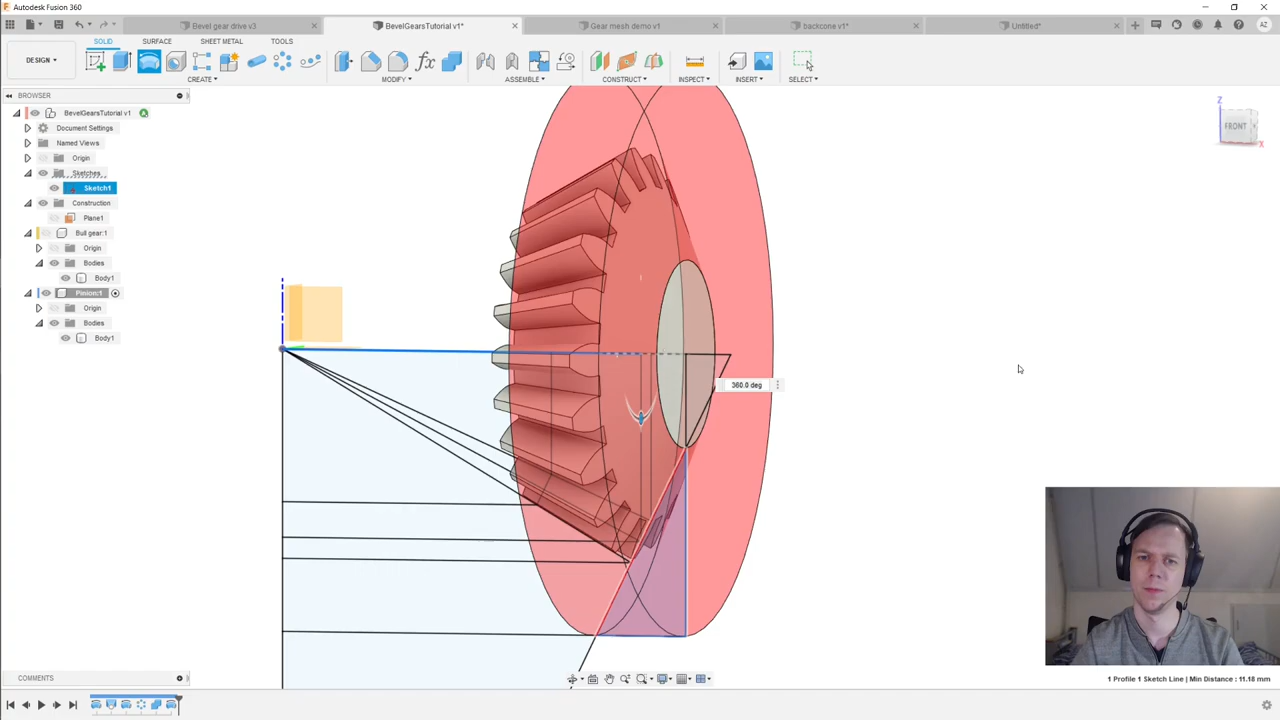 Autodesk Fusion 360
Bevel gear drive v3
BevelGearsTutorial v1*
Gear mesh demo v1
backcone v1*
Untitled*
AZ
DESIGN
SOLID
SURFACE
SHEET METAL
TOOLS
CREATE
MODIFY
ASSEMBLE
CONSTRUCT
INSPECT
INSERT
SELECT
BROWSER
BevelGearsTutorial v1
Document Settings
Named Views
Origin
Sketches
Sketch1
Construction
Plane1
Bull gear:1
Origin
Bodies
Body1
Pinion:1
Origin
Bodies
Body1
Z
FRONT
X
360.0 deg
COMMENTS
1 Profile 1 Sketch Line | Min Distance : 11.18 mm